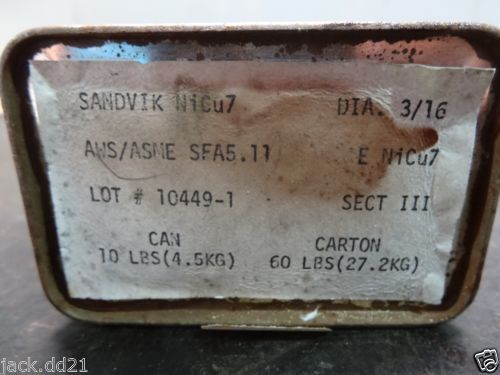 SANDVIK NiCu7 DIA. 3/16
AWS/ASME SFA5.11 E NiCu7
LOT # 10449-1 SECT III
CAN CARTON
10 LBS(4.5KG) 60 LBS(27.2KG)
jack.dd21